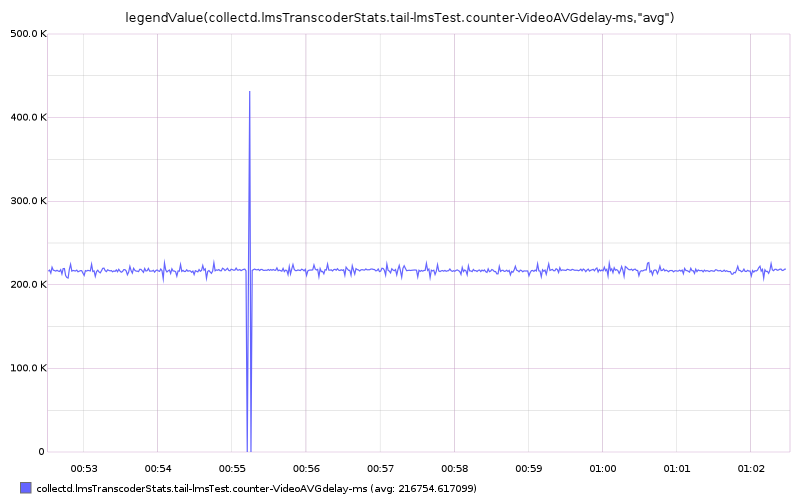 legendValue(collectd.lmsTranscoderStats.tail-lmsTest.counter-VideoAVGdelay-ms,"avg")
500.0 K
400.0 K
300.0 K
200.0 K
100.0 K
0
00:53 00:54 00:55 00:56 00:57 00:58 00:59 01:00 01:01 01:02
collectd.lmsTranscoderStats.tail-lmsTest.counter-VideoAVGdelay-ms (avg: 216754.617099)